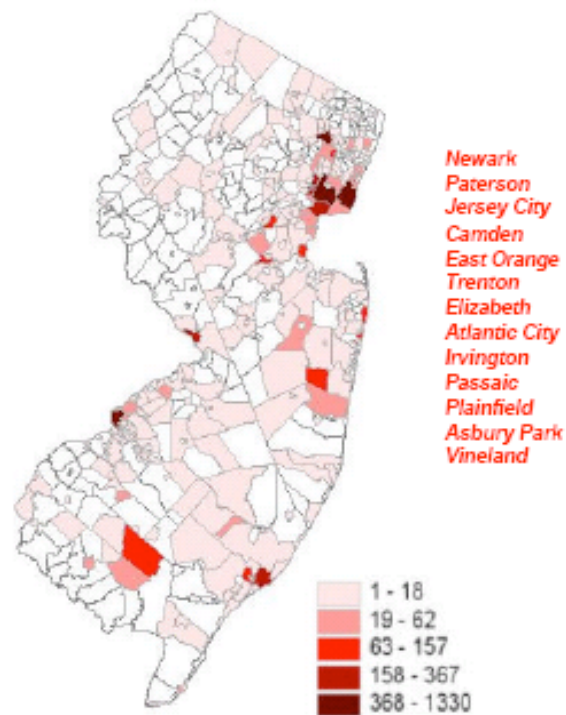 Newark
Paterson
Jersey City
Camden
East Orange
Trenton
Elizabeth
Atlantic City
Irvington
Passaic
Plainfield
Asbury Park
Vineland
1 - 18
19 - 62
63 - 157
158 - 367
368 - 1330